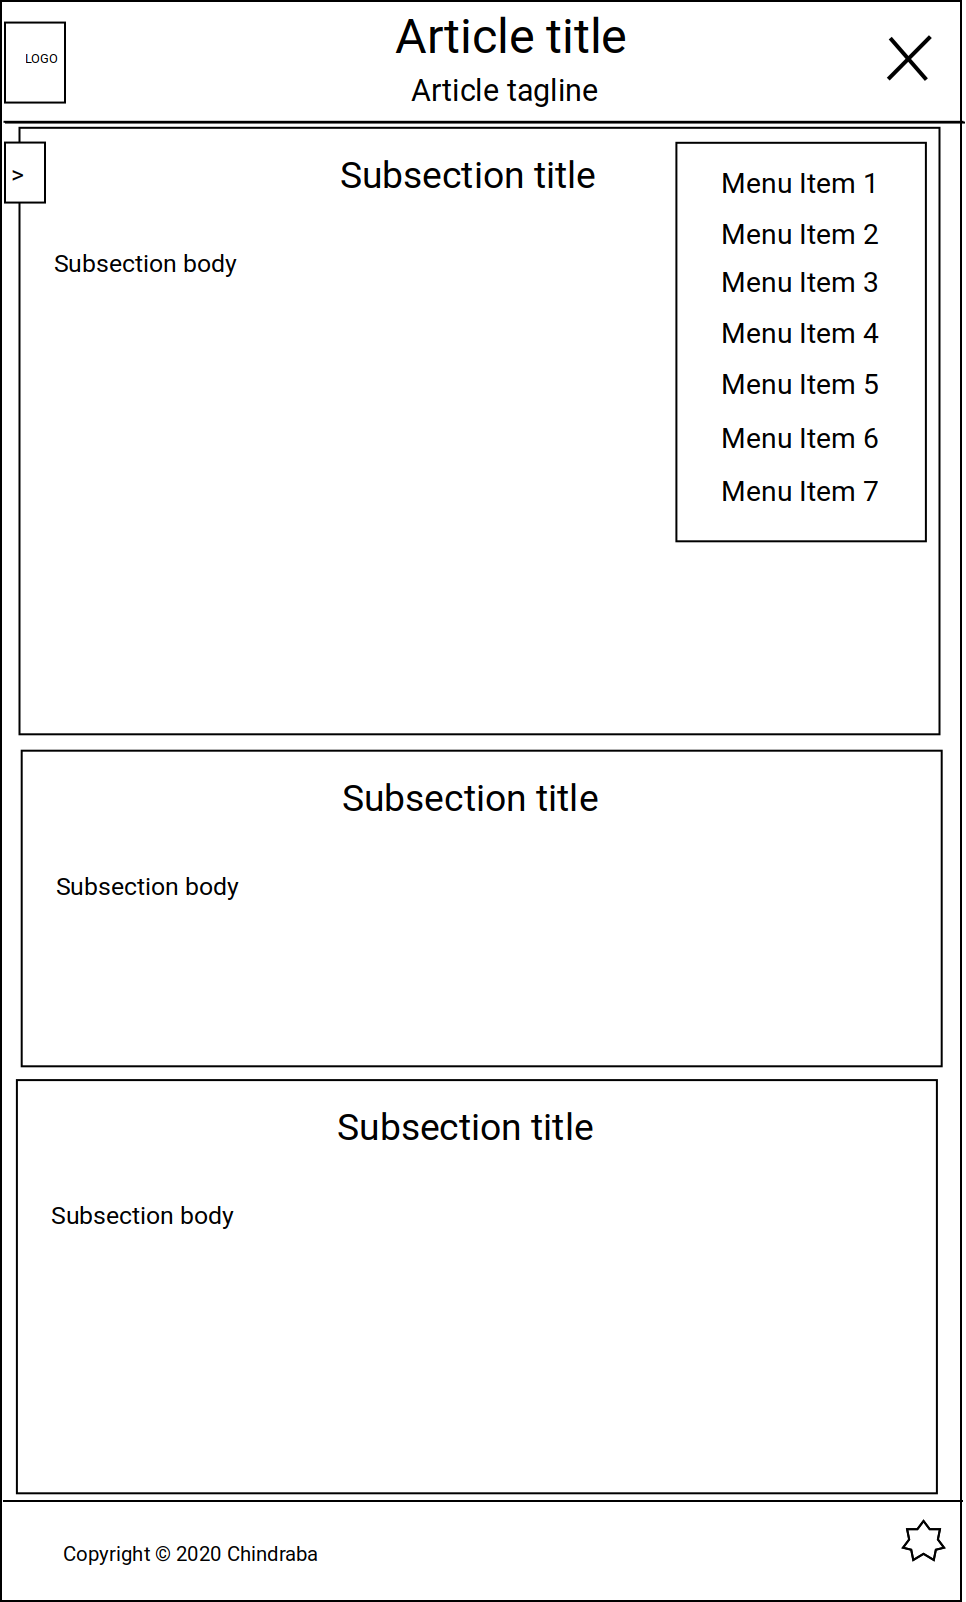 LOGO
Article title
Article tagline
>
Subsection title
Subsection body
Menu Item 1
Menu Item 2
Menu Item 3
Menu Item 4
Menu Item 5
Menu Item 6
Menu Item 7
Subsection title
Subsection body
Subsection title
Subsection body
Copyright © 2020 Chindraba